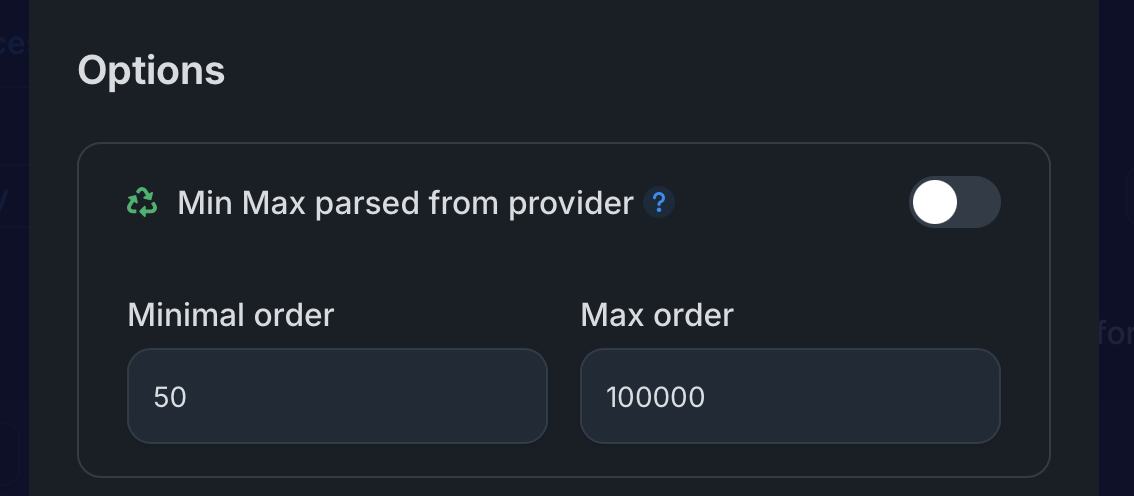 Options
Min Max parsed from provider ?
Minimal order
Max order
50
100000